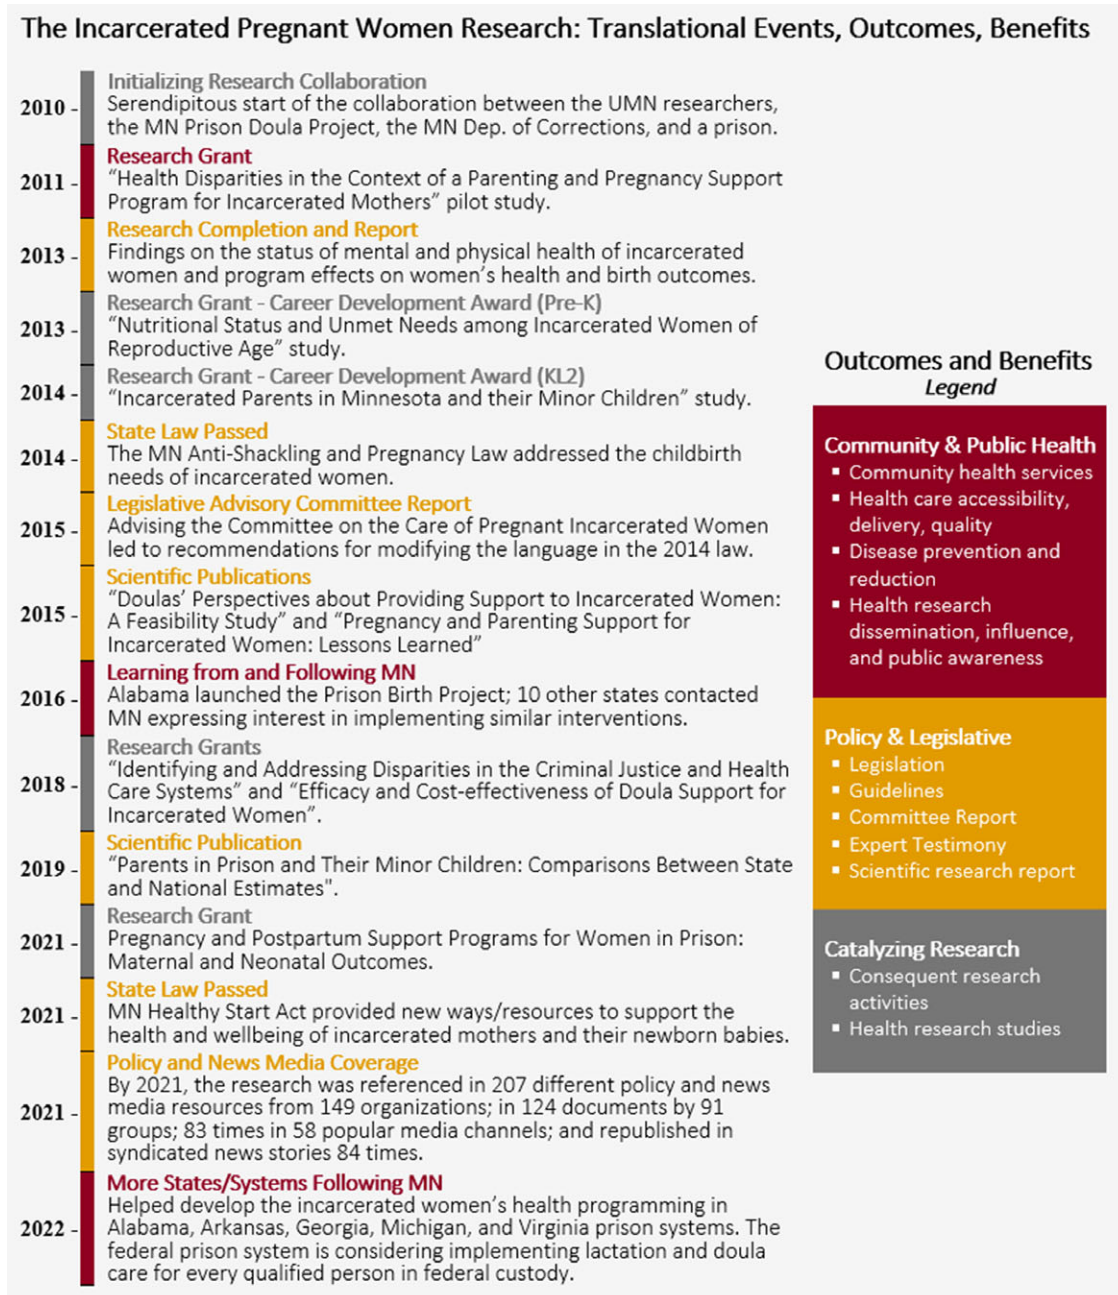 The Incarcerated Pregnant Women Research: Translational Events, Outcomes, Benefits
2010 -
Initializing Research Collaboration
Serendipitous start of the collaboration between the UMN researchers,
the MN Prison Doula Project, the MN Dep. of Corrections, and a prison.
2011 -
Research Grant
“Health Disparities in the Context of a Parenting and Pregnancy Support
Program for Incarcerated Mothers” pilot study.
2013 -
Research Completion and Report
Findings on the status of mental and physical health of incarcerated
women and program effects on women’s health and birth outcomes.
2013 -
Research Grant - Career Development Award (Pre-K)
“Nutritional Status and Unmet Needs among Incarcerated Women of
Reproductive Age” study.
2014 -
Research Grant - Career Development Award (KL2)
“Incarcerated Parents in Minnesota and their Minor Children” study.
2014 -
State Law Passed
The MN Anti-Shackling and Pregnancy Law addressed the childbirth
needs of incarcerated women.
2015 -
Legislative Advisory Committee Report
Advising the Committee on the Care of Pregnant Incarcerated Women
led to recommendations for modifying the language in the 2014 law.
2015 -
Scientific Publications
“Doulas’ Perspectives about Providing Support to Incarcerated Women:
A Feasibility Study” and “Pregnancy and Parenting Support for
Incarcerated Women: Lessons Learned”
2016 -
Learning from and Following MN
Alabama launched the Prison Birth Project; 10 other states contacted
MN expressing interest in implementing similar interventions.
2018 -
Research Grants
“Identifying and Addressing Disparities in the Criminal Justice and Health
Care Systems” and “Efficacy and Cost-effectiveness of Doula Support for
Incarcerated Women”.
2019 -
Scientific Publication
“Parents in Prison and Their Minor Children: Comparisons Between State
and National Estimates".
2021 -
Research Grant
Pregnancy and Postpartum Support Programs for Women in Prison:
Maternal and Neonatal Outcomes.
2021 -
State Law Passed
MN Healthy Start Act provided new ways/resources to support the
health and wellbeing of incarcerated mothers and their newborn babies.
2021 -
Policy and News Media Coverage
By 2021, the research was referenced in 207 different policy and news
media resources from 149 organizations; in 124 documents by 91
groups; 83 times in 58 popular media channels; and republished in
syndicated news stories 84 times.
2022 -
More States/Systems Following MN
Helped develop the incarcerated women’s health programming in
Alabama, Arkansas, Georgia, Michigan, and Virginia prison systems. The
federal prison system is considering implementing lactation and doula
care for every qualified person in federal custody.
Outcomes and Benefits
Legend
Community & Public Health
▪ Community health services
▪ Health care accessibility,
delivery, quality
▪ Disease prevention and
reduction
▪ Health research
dissemination, influence,
and public awareness
Policy & Legislative
▪ Legislation
▪ Guidelines
▪ Committee Report
▪ Expert Testimony
▪ Scientific research report
Catalyzing Research
▪ Consequent research
activities
▪ Health research studies